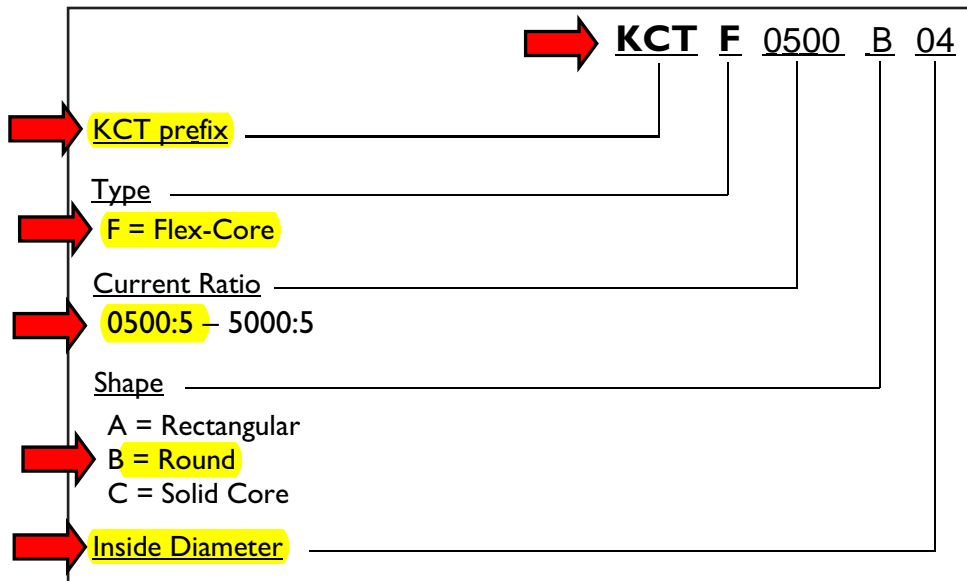 KCT F 0500 B 04
KCT prefix
Type
F = Flex-Core
Current Ratio
0500:5 – 5000:5
Shape
A = Rectangular
B = Round
C = Solid Core
Inside Diameter